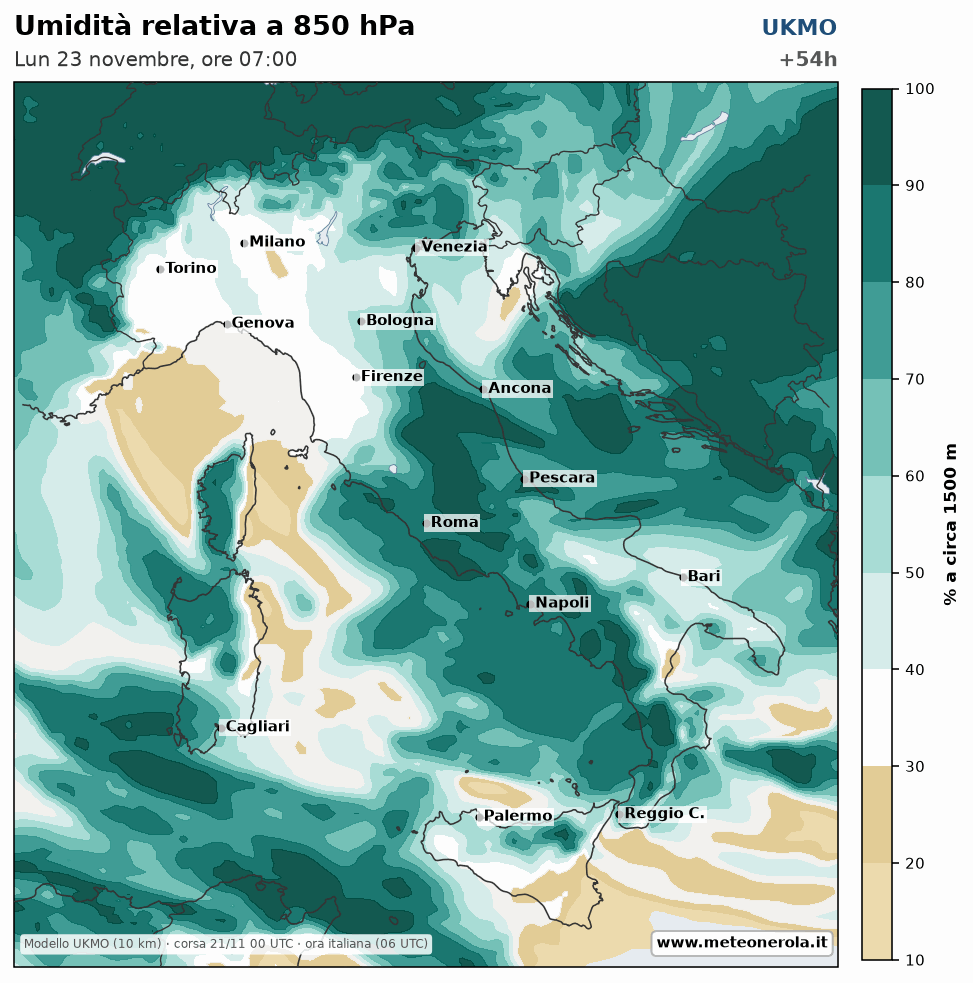 Umidità relativa a 850 hPa
UKMO
Lun 23 novembre, ore 07:00
+54h
100
90
80
70
60
50
40
30
20
10
% a circa 1500 m
Milano
Venezia
Torino
Genova
Bologna
Firenze
Ancona
Pescara
Roma
Bari
Napoli
Cagliari
Palermo
Reggio C.
Modello UKMO (10 km) · corsa 21/11 00 UTC · ora italiana (06 UTC)
www.meteonerola.it